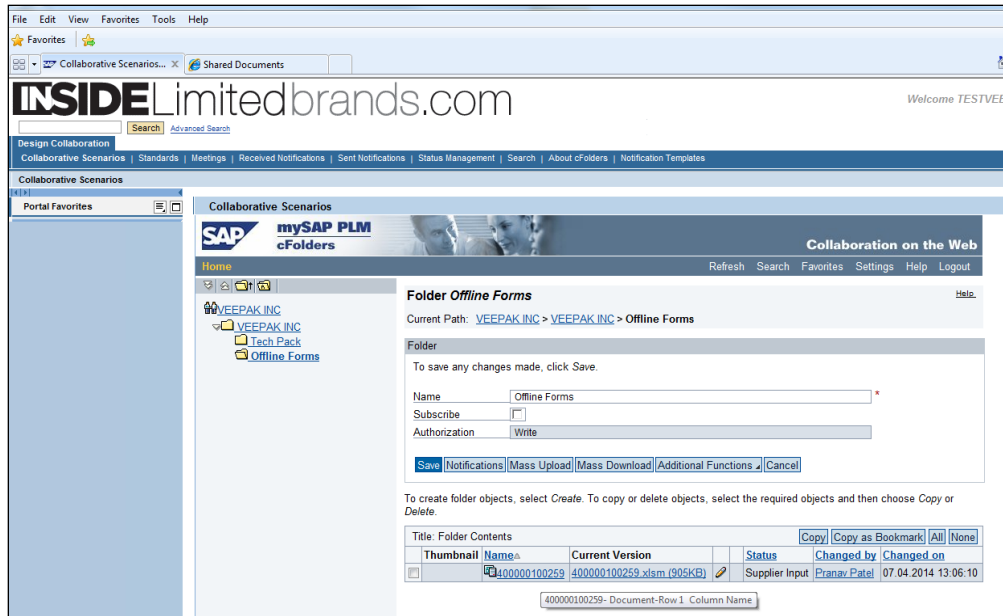 File Edit View Favorites Tools Help
Favorites
Collaborative Scenarios... X Shared Documents
INSIDELimitedbrands.com
Welcome TESTVEE
Search Advanced Search
Design Collaboration
Collaborative Scenarios | Standards | Meetings | Received Notifications | Sent Notifications | Status Management | Search | About cFolders | Notification Templates
Collaborative Scenarios
Portal Favorites
Collaborative Scenarios
SAP mySAP PLM
cFolders
Collaboration on the Web
Home Refresh Search Favorites Settings Help Logout
VEEPAK INC
VEEPAK INC
Tech Pack
Offline Forms
Folder Offline Forms Help
Current Path: VEEPAK INC > VEEPAK INC > Offline Forms
Folder
To save any changes made, click Save.
Name Offline Forms *
Subscribe
Authorization Write
Save Notifications Mass Upload Mass Download Additional Functions Cancel
To create folder objects, select Create. To copy or delete objects, select the required objects and then choose Copy or
Delete.
Title: Folder Contents Copy Copy as Bookmark All None
Thumbnail Name Current Version Status Changed by Changed on
400000100259 400000100259.xlsm (905KB) Supplier Input Pranav Patel 07.04.2014 13:06:10
400000100259- Document-Row 1 Column Name